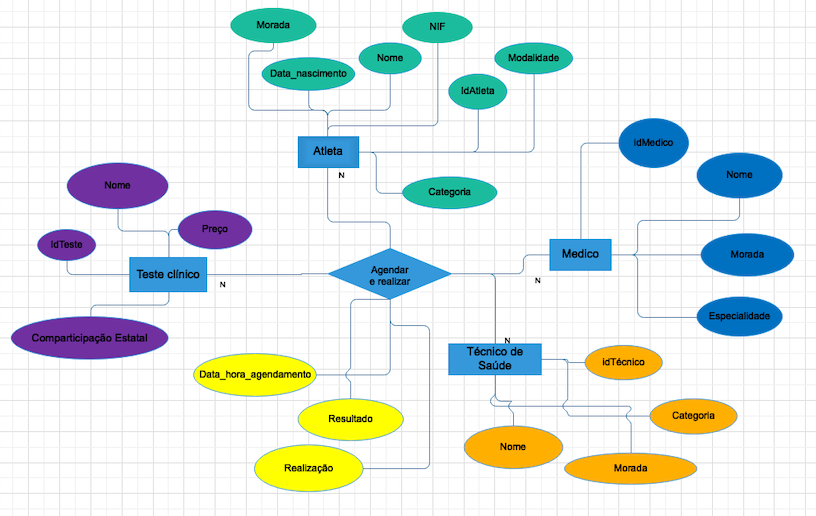 Morada
NIF
Nome
Modalidade
Data_nascimento
IdAtleta
Atleta
N
Categoria
idMedico
Nome
Nome
Preço
IdTeste
Medico
Morada
Teste clínico
N
Agendar
e realizar
N
Comparticipação Estatal
Especialidade
N
Técnico de
Saúde
idTécnico
Data_hora_agendamento
Resultado
Categoria
Nome
Realização
Morada